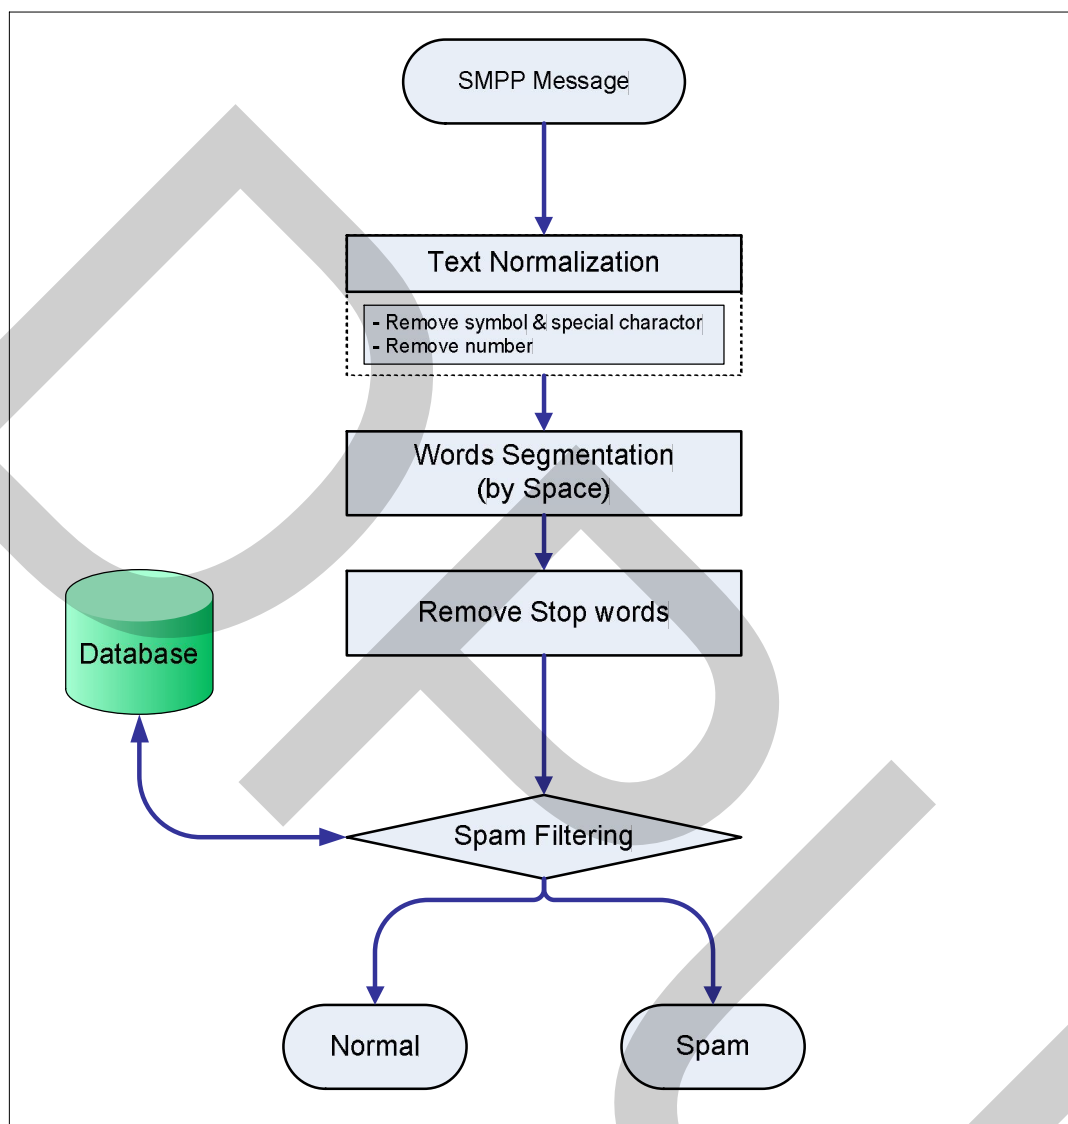 SMPP Message
Text Normalization
- Remove symbol & special charactor
- Remove number
Words Segmentation
(by Space)
Remove Stop words
Database
Spam Filtering
Normal
Spam